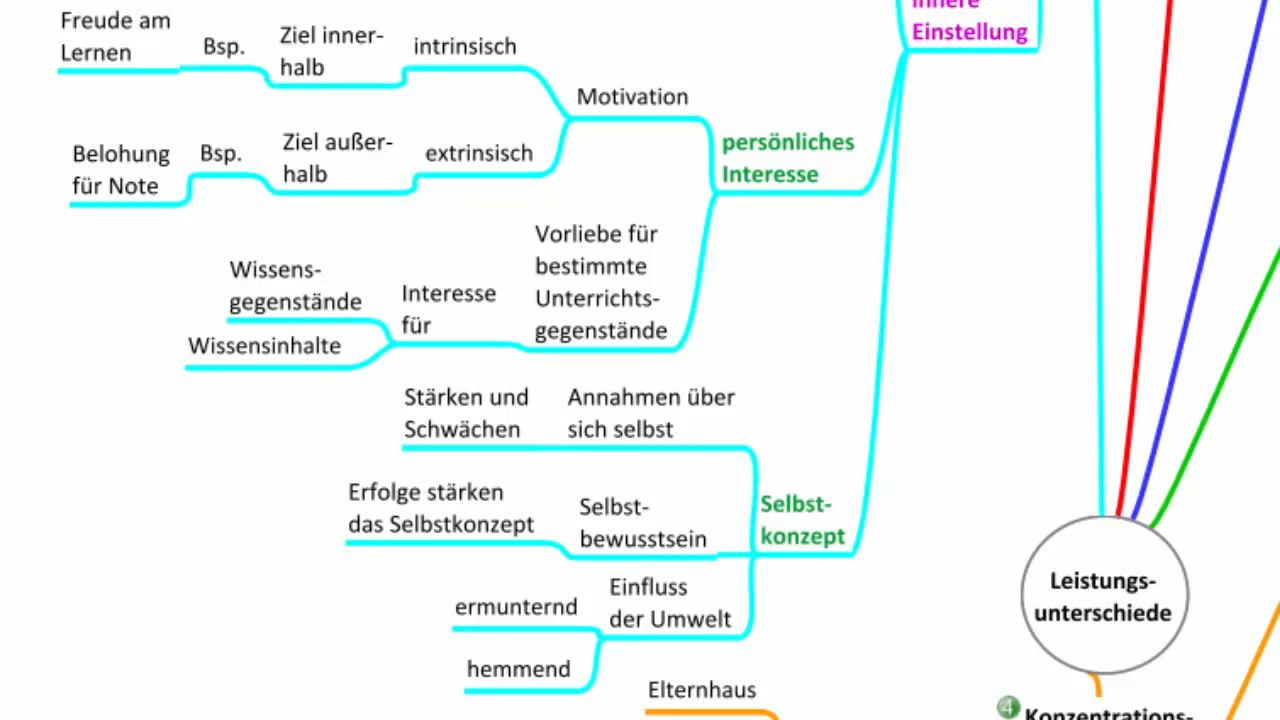 innere
Einstellung
Freude am
Lernen
Bsp.
Ziel inner-
halb
intrinsisch
Motivation
Belohung
für Note
Bsp.
Ziel außer-
halb
extrinsisch
persönliches
Interesse
Vorliebe für
bestimmte
Unterrichts-
gegenstände
Wissens-
gegenstände
Interesse
für
Wissensinhalte
Stärken und
Schwächen
Annahmen über
sich selbst
Erfolge stärken
das Selbstkonzept
Selbst-
bewusstsein
Selbst-
konzept
Einfluss
der Umwelt
ermunternd
hemmend
Leistungs-
unterschiede
Elternhaus
4
Konzentrations-